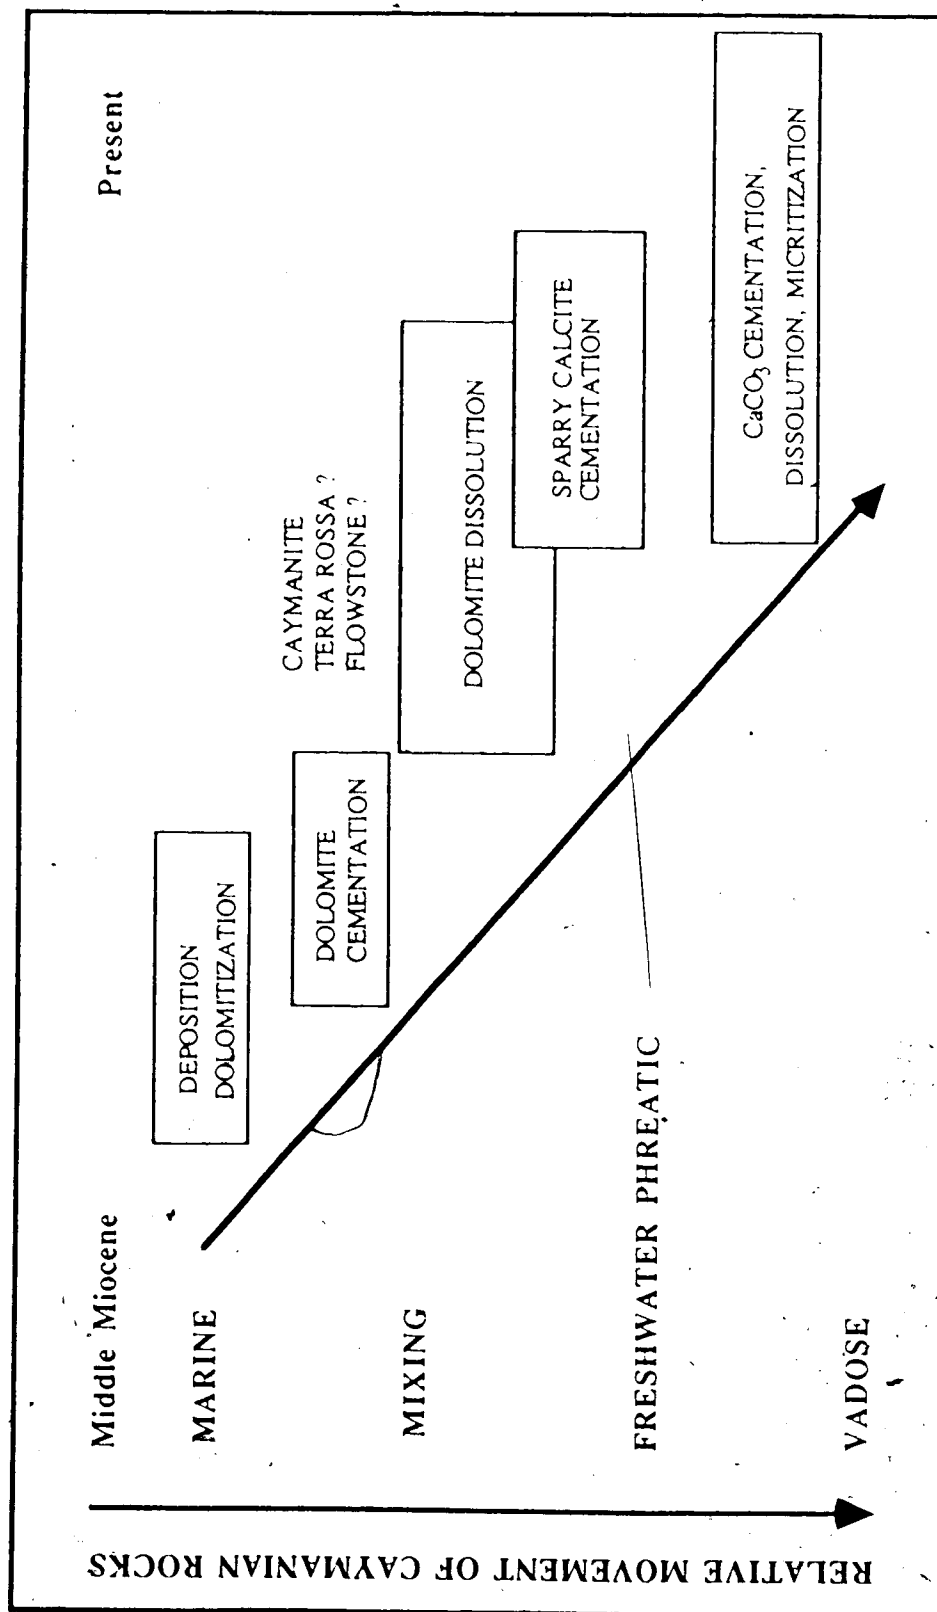 Middle Miocene
Present
MARINE
DEPOSITION
DOLOMITIZATION
DOLOMITE
CEMENTATION
CAYMANITE
TERRA ROSSA ?
FLOWSTONE ?
MIXING
DOLOMITE DISSOLUTION
SPARRY CALCITE
CEMENTATION
FRESHWATER PHREATIC
CaCO₃ CEMENTATION,
DISSOLUTION, MICRITIZATION
VADOSE
RELATIVE MOVEMENT OF CAYMANIAN ROCKS